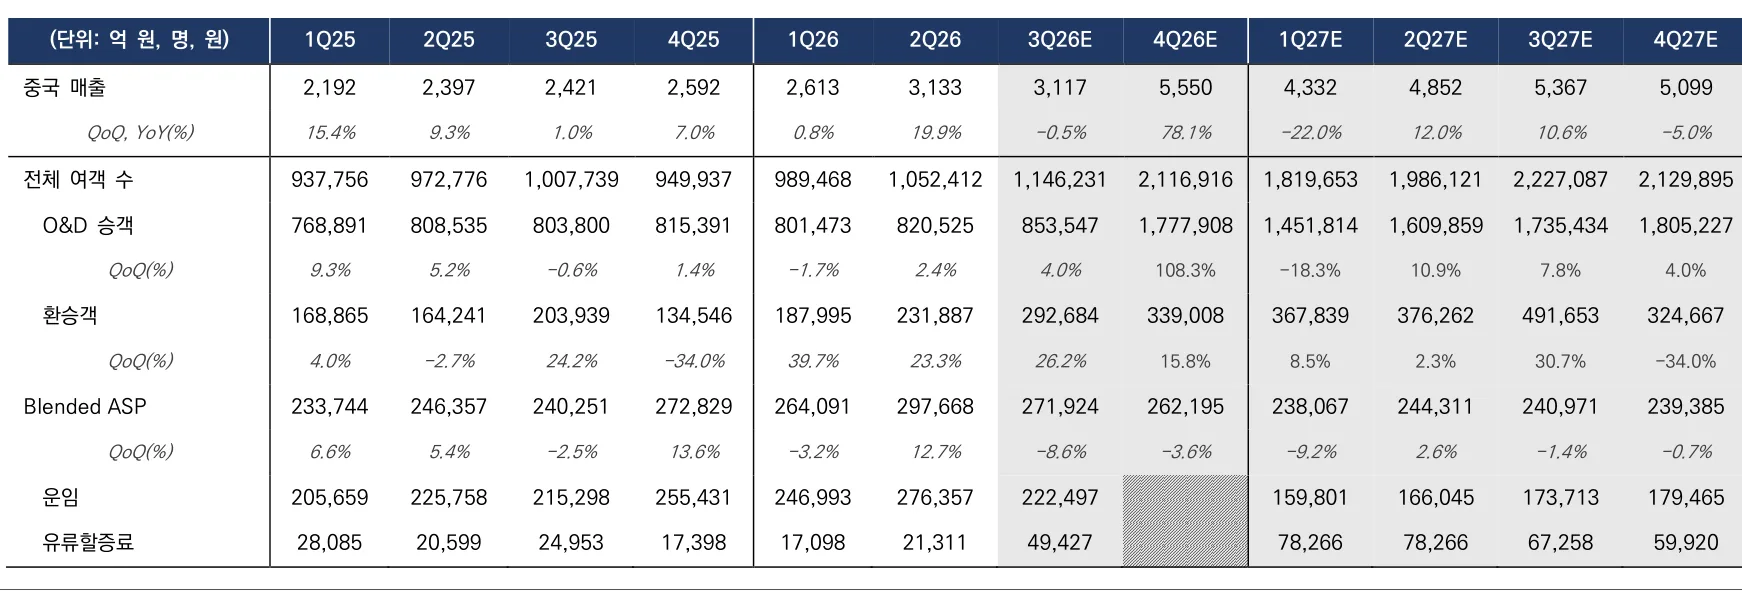 (단위: 억 원, 명, 원) 1Q25 2Q25 3Q25 4Q25 1Q26 2Q26 3Q26E 4Q26E 1Q27E 2Q27E 3Q27E 4Q27E
중국 매출 2,192 2,397 2,421 2,592 2,613 3,133 3,117 5,550 4,332 4,852 5,367 5,099
QoQ, YoY(%) 15.4% 9.3% 1.0% 7.0% 0.8% 19.9% -0.5% 78.1% -22.0% 12.0% 10.6% -5.0%
전체 여객 수 937,756 972,776 1,007,739 949,937 989,468 1,052,412 1,146,231 2,116,916 1,819,653 1,986,121 2,227,087 2,129,895
O&D 승객 768,891 808,535 803,800 815,391 801,473 820,525 853,547 1,777,908 1,451,814 1,609,859 1,735,434 1,805,227
QoQ(%) 9.3% 5.2% -0.6% 1.4% -1.7% 2.4% 4.0% 108.3% -18.3% 10.9% 7.8% 4.0%
환승객 168,865 164,241 203,939 134,546 187,995 231,887 292,684 339,008 367,839 376,262 491,653 324,667
QoQ(%) 4.0% -2.7% 24.2% -34.0% 39.7% 23.3% 26.2% 15.8% 8.5% 2.3% 30.7% -34.0%
Blended ASP 233,744 246,357 240,251 272,829 264,091 297,668 271,924 262,195 238,067 244,311 240,971 239,385
QoQ(%) 6.6% 5.4% -2.5% 13.6% -3.2% 12.7% -8.6% -3.6% -9.2% 2.6% -1.4% -0.7%
운임 205,659 225,758 215,298 255,431 246,993 276,357 222,497 159,801 166,045 173,713 179,465
유류할증료 28,085 20,599 24,953 17,398 17,098 21,311 49,427 78,266 78,266 67,258 59,920